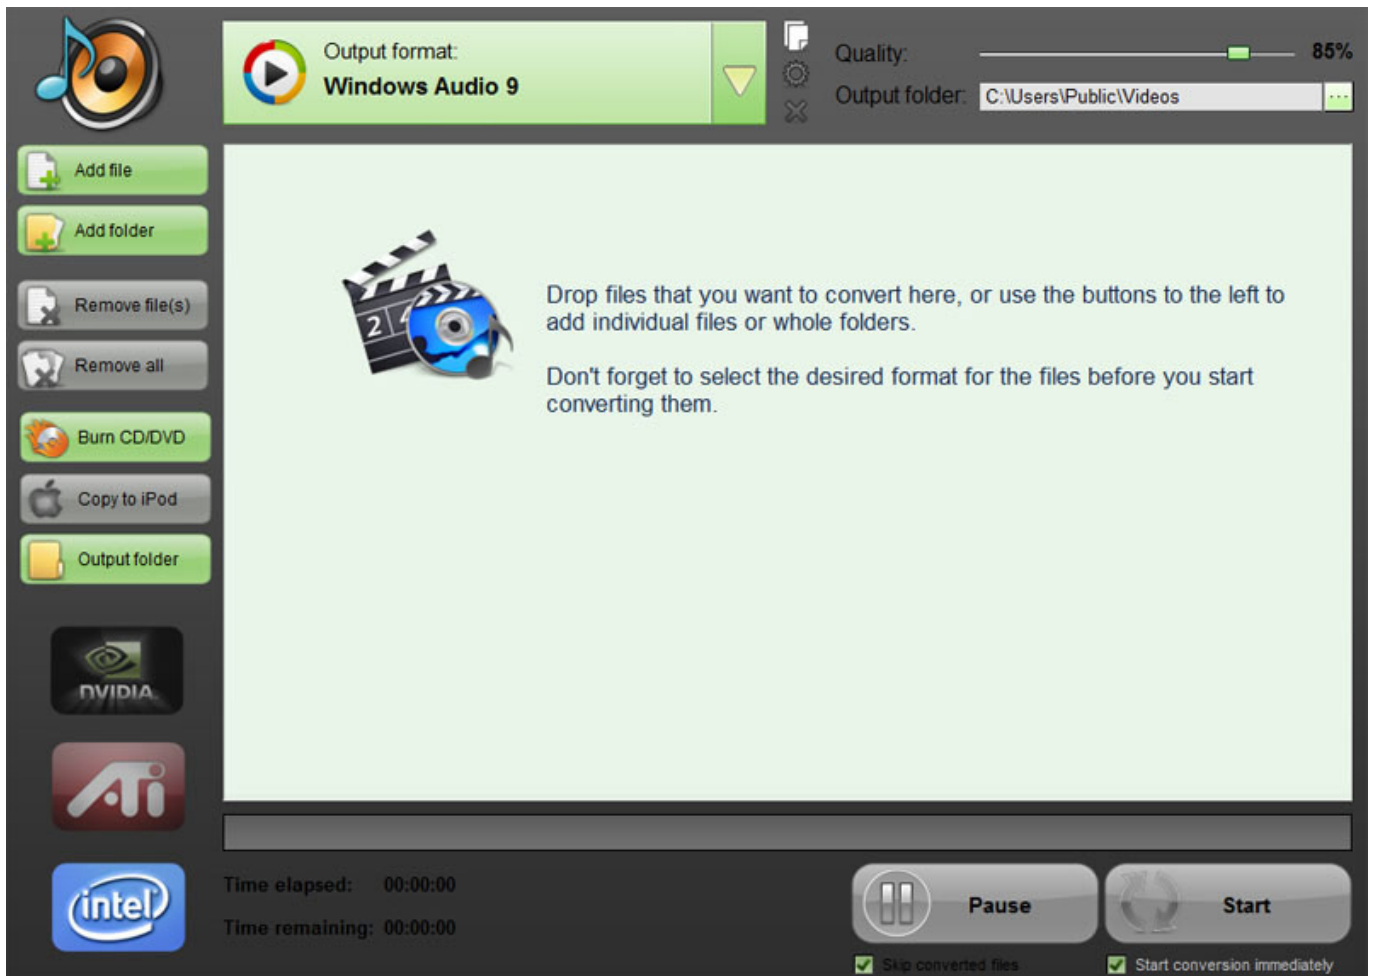 Output format:
Windows Audio 9
Quality:
85%
Output folder:
C:\Users\Public\Videos
...
Add file
Add folder
Remove file(s)
Remove all
Burn CD/DVD
Copy to iPod
Output folder
Drop files that you want to convert here, or use the buttons to the left to
add individual files or whole folders.
Don't forget to select the desired format for the files before you start
converting them.
2 4
NVIDIA.
ATi
intel
Time elapsed: 00:00:00
Time remaining: 00:00:00
Pause
Start
Skip converted files
Start conversion immediately